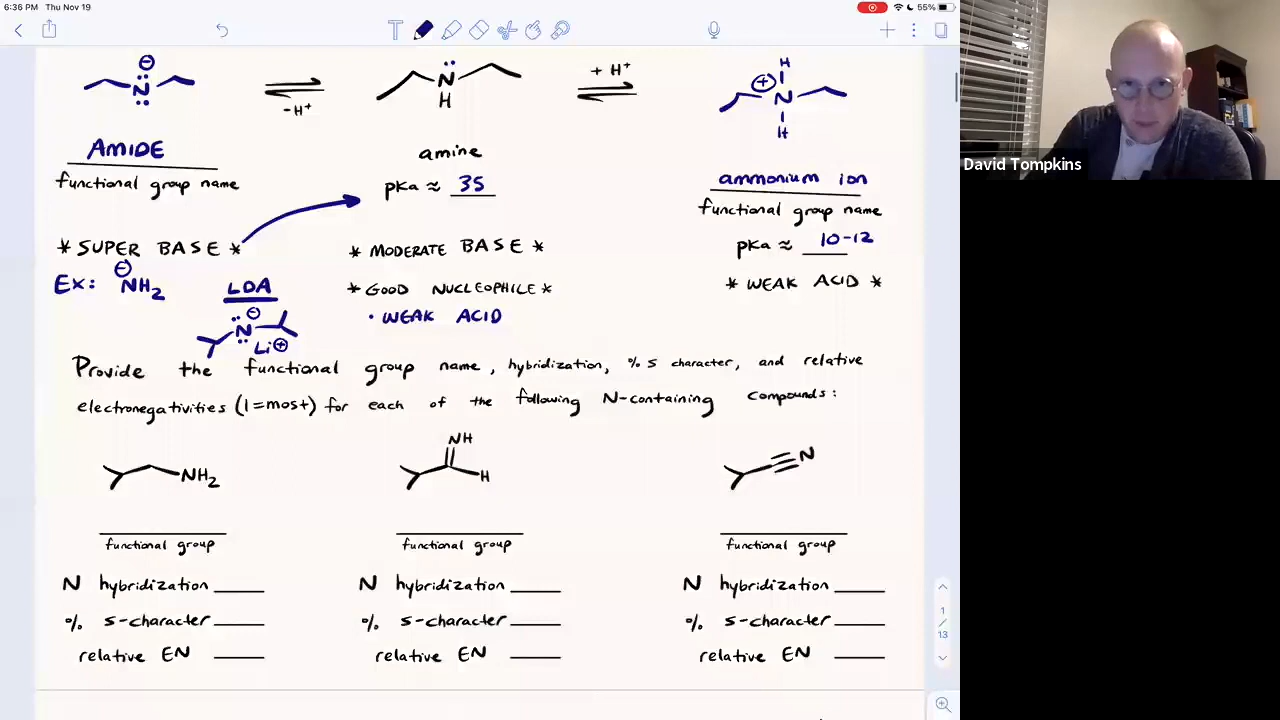 6:36 PM Thu Nov 19
55%
⊖
N
-H⁺
N
H
+ H⁺
H
⊕
N
H
AMIDE
functional group name
amine
pKa ≈ 35
ammonium ion
functional group name
pKa ≈ 10-12
* SUPER BASE *
* MODERATE BASE *
* WEAK ACID *
Ex: ⊖NH₂
LDA
⊖
N
Li⊕
* GOOD NUCLEOPHILE *
• WEAK ACID
Provide the functional group name, hybridization, % s character, and relative
electronegativities (1=most) for each of the following N-containing compounds:
NH₂
NH
H
N
functional group
functional group
functional group
N hybridization
N hybridization
N hybridization
% s-character
% s-character
% s-character
relative EN
relative EN
relative EN
1
/
13
David Tompkins